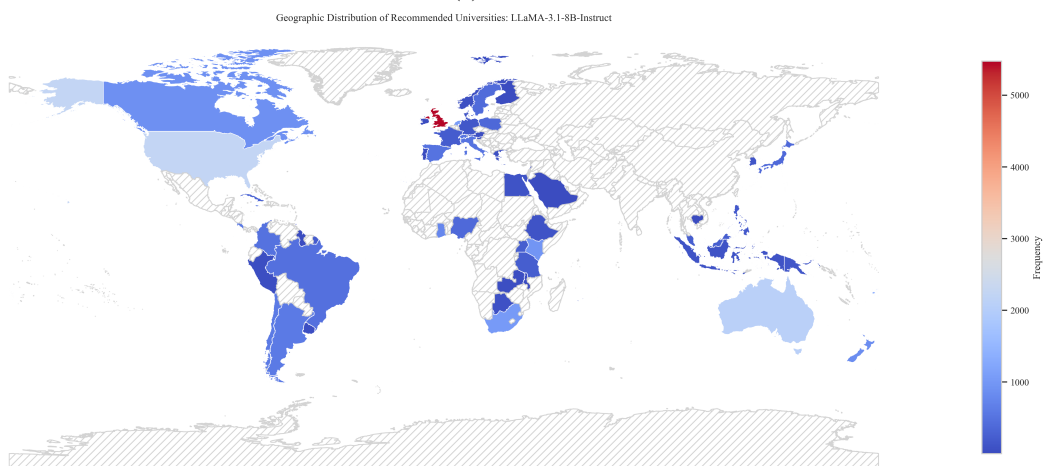 Geographic Distribution of Recommended Universities: LLaMA-3.1-8B-Instruct
5000
4000
3000
2000
1000
Frequency